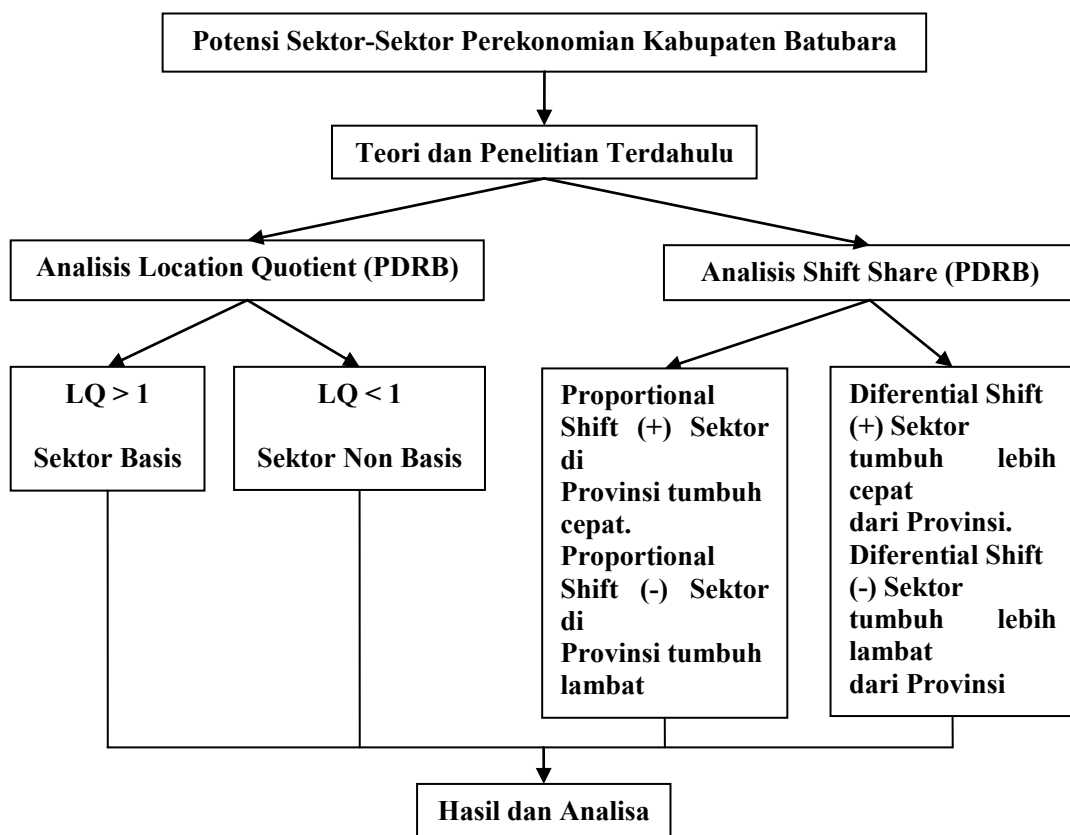 Potensi Sektor-Sektor Perekonomian Kabupaten Batubara
Teori dan Penelitian Terdahulu
Analisis Location Quotient (PDRB)
Analisis Shift Share (PDRB)
LQ > 1
Sektor Basis
LQ < 1
Sektor Non Basis
Proportional
Shift (+) Sektor
di
Provinsi tumbuh
cepat.
Proportional
Shift (-) Sektor
di
Provinsi tumbuh
lambat
Diferential Shift
(+) Sektor
tumbuh lebih
cepat
dari Provinsi.
Diferential Shift
(-) Sektor
tumbuh lebih
lambat
dari Provinsi
Hasil dan Analisa